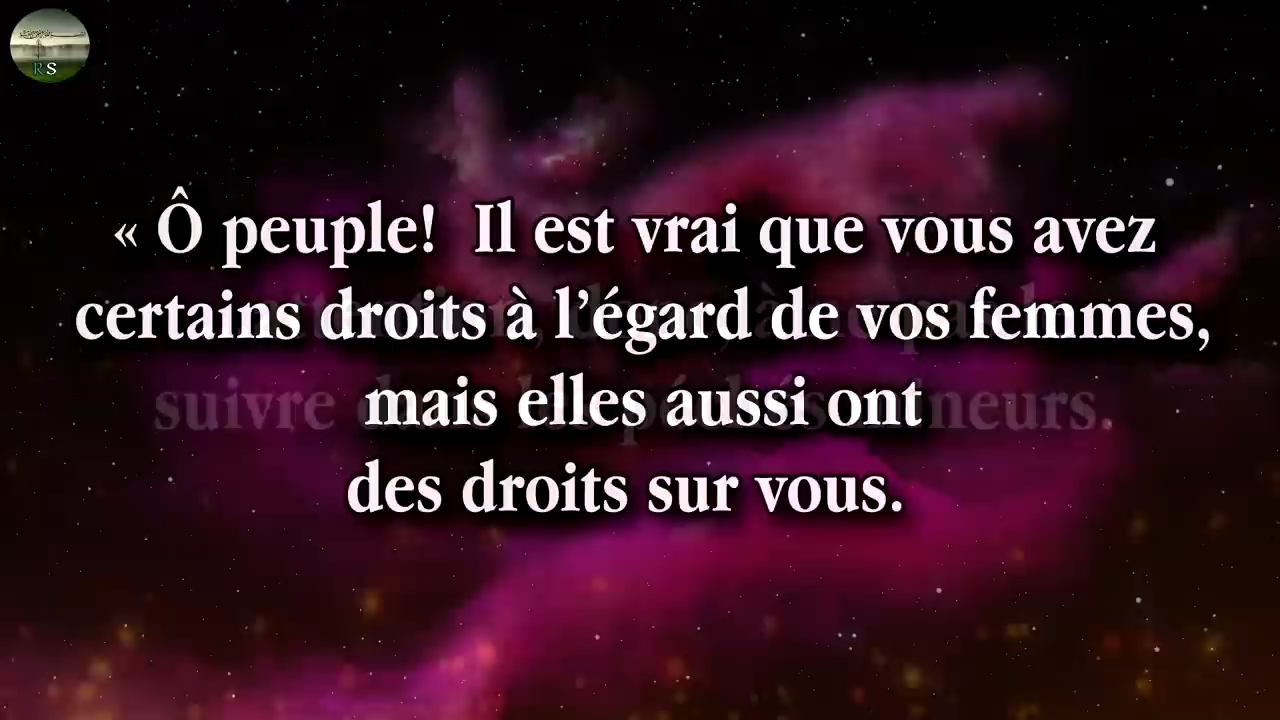 RS
« Ô peuple!  Il est vrai que vous avez
certains droits à l’égard de vos femmes,
mais elles aussi ont
des droits sur vous.